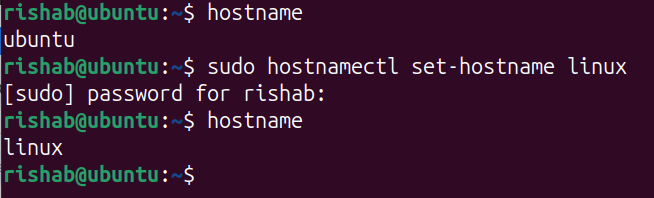 rishab@ubuntu:~$ hostname
ubuntu
rishab@ubuntu:~$ sudo hostnamectl set-hostname linux
[sudo] password for rishab:
rishab@ubuntu:~$ hostname
linux
rishab@ubuntu:~$